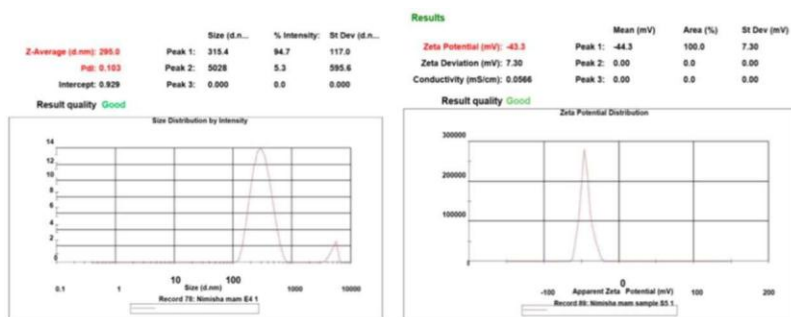 Size (d.n... % Intensity: St Dev (d.n...
Z-Average (d.nm): 295.0 Peak 1: 315.4 94.7 117.0
PdI: 0.103 Peak 2: 5028 5.3 595.6
Intercept: 0.929 Peak 3: 0.000 0.0 0.000
Result quality Good
Size Distribution by Intensity
14
12
10
8
6
4
2
0
0.1 1 10 100 1000 10000
Size (d.nm)
Record 78: Nimisha mam E4 1
Results
Mean (mV) Area (%) St Dev (mV)
Zeta Potential (mV): -43.3 Peak 1: -44.3 100.0 7.30
Zeta Deviation (mV): 7.30 Peak 2: 0.00 0.0 0.00
Conductivity (mS/cm): 0.0566 Peak 3: 0.00 0.0 0.00
Result quality Good
Zeta Potential Distribution
300000
200000
100000
0
-100 0 100 200
Apparent Zeta Potential (mV)
Record 89: Nimisha mam sample S5 1